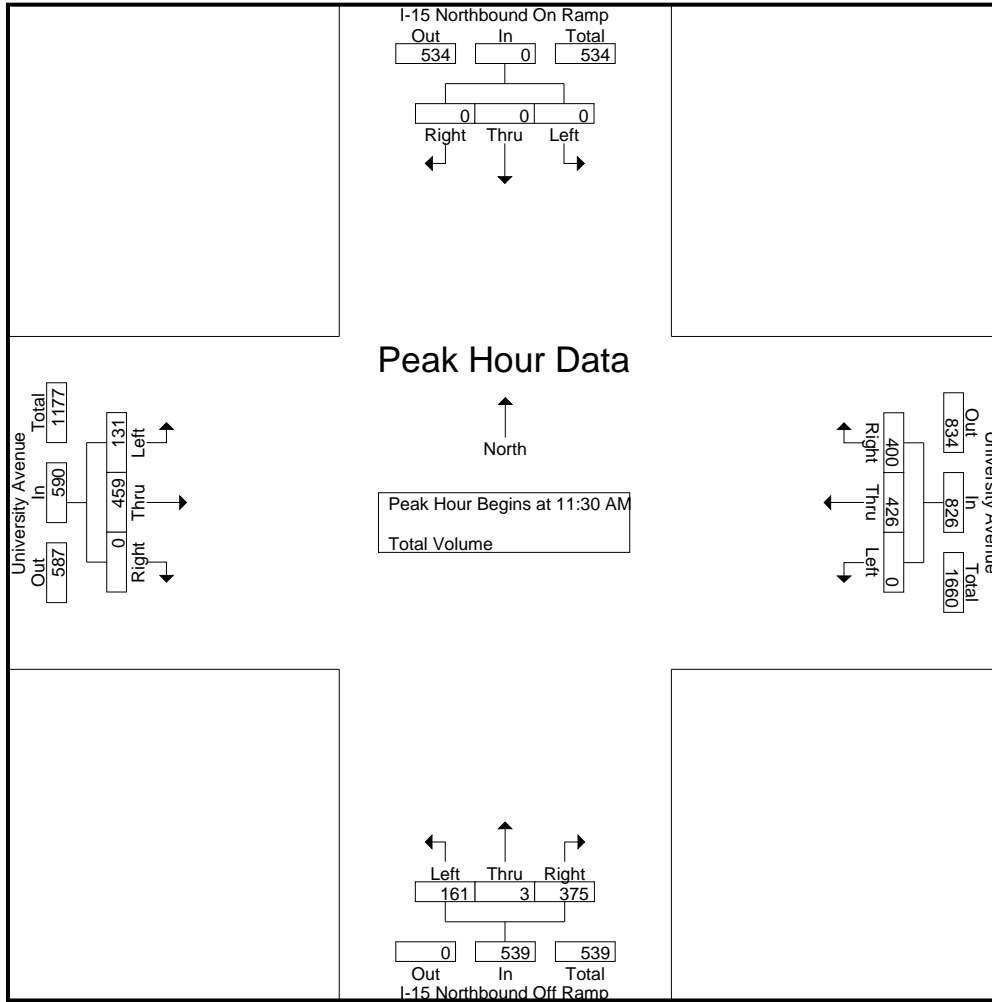 I-15 Northbound On Ramp
Out In Total
534 0 534
0 0 0
Right Thru Left
Peak Hour Data
North
Peak Hour Begins at 11:30 AM
Total Volume
University Avenue
Out In Total
587 590 1177
Right Thru Left
0 459 131
University Avenue
Out In Total
834 826 1660
Right Thru Left
400 426 0
Left Thru Right
161 3 375
0 539 539
Out In Total
I-15 Northbound Off Ramp